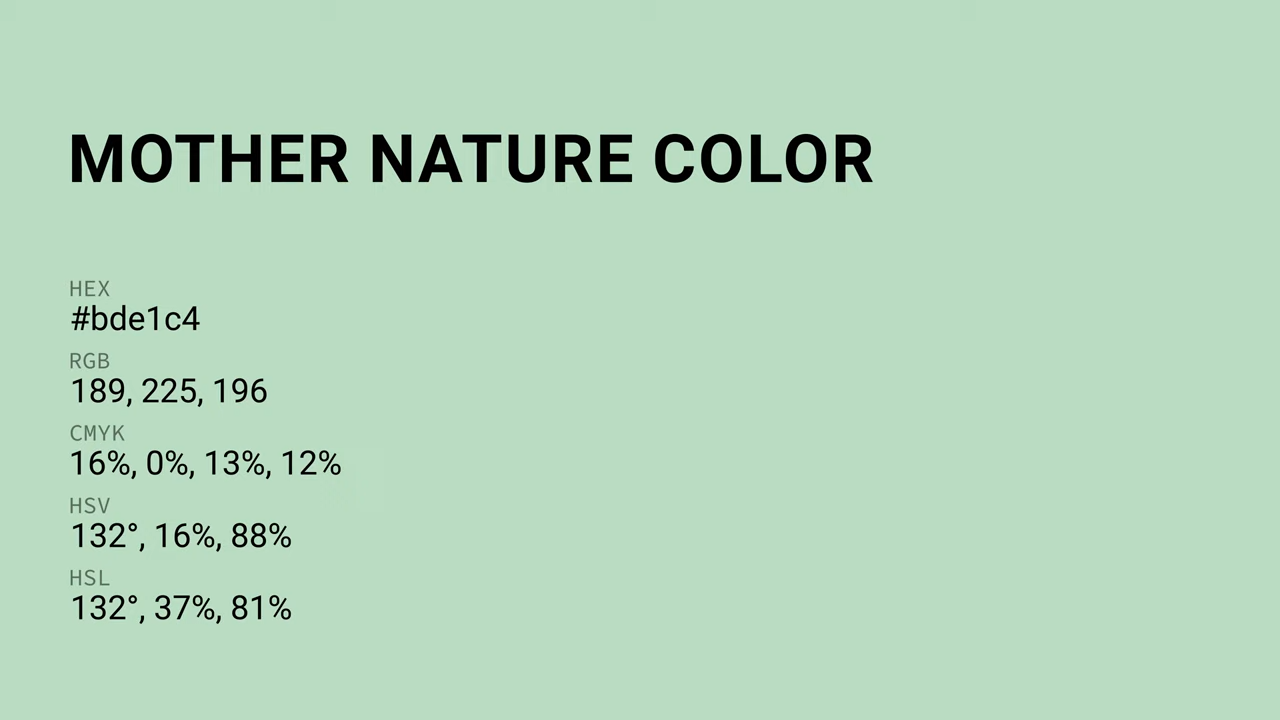 MOTHER NATURE COLOR
HEX
#bde1c4
RGB
189, 225, 196
CMYK
16%, 0%, 13%, 12%
HSV
132°, 16%, 88%
HSL
132°, 37%, 81%